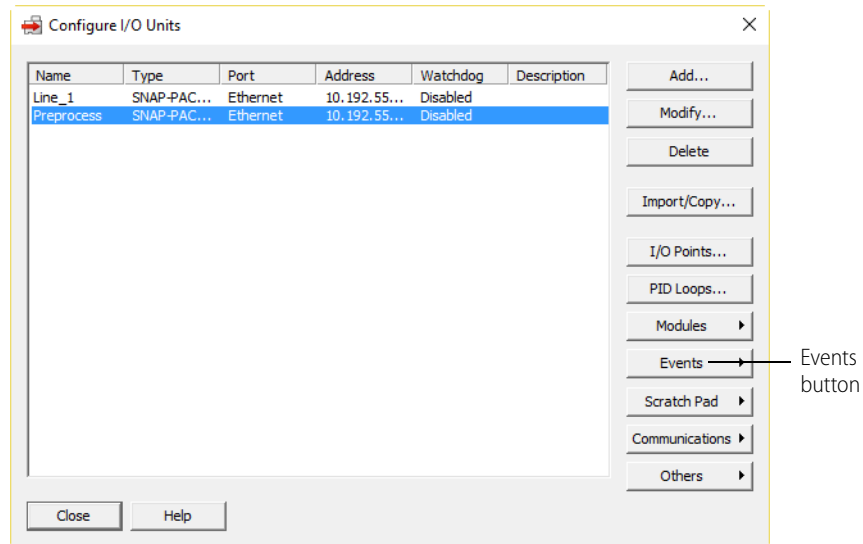 Configure I/O Units
Name Type Port Address Watchdog Description
Line_1 SNAP-PAC... Ethernet 10.192.55... Disabled
Preprocess SNAP-PAC... Ethernet 10.192.55... Disabled
Add...
Modify...
Delete
Import/Copy...
I/O Points...
PID Loops...
Modules
Events
Scratch Pad
Communications
Others
Events
button
Close Help